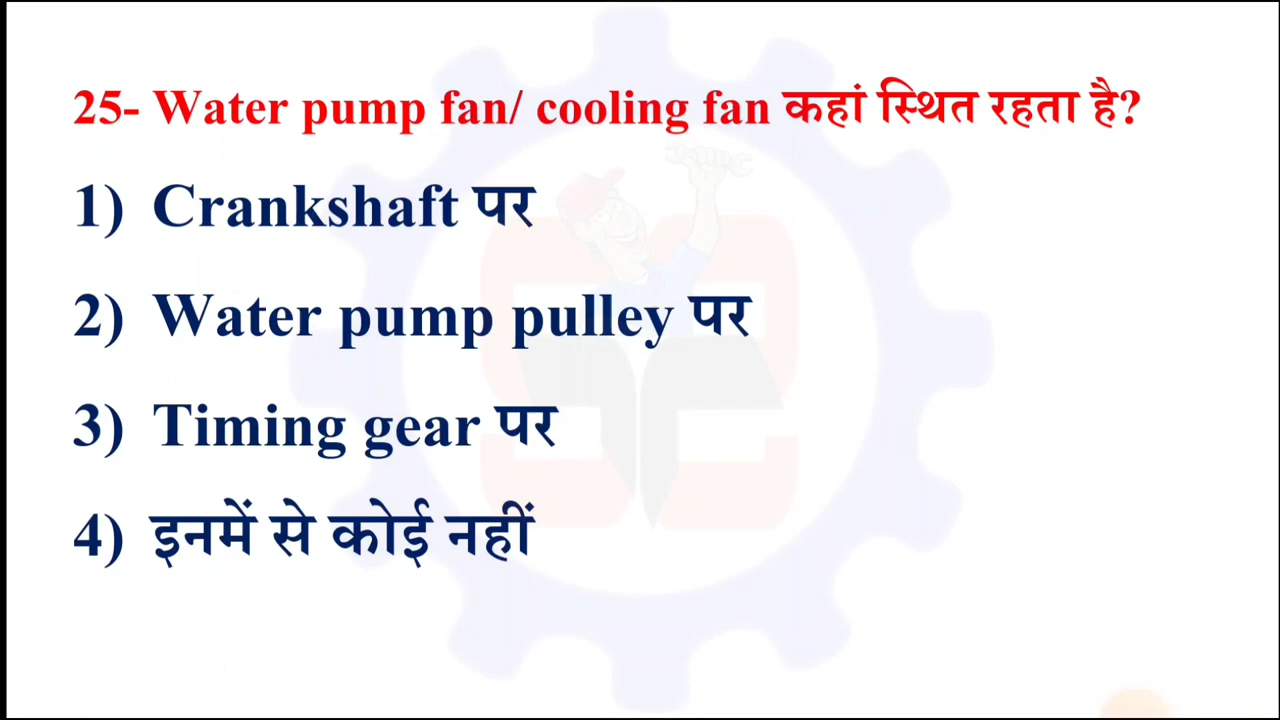 25- Water pump fan/ cooling fan कहां स्थित रहता है?
1) Crankshaft पर
2) Water pump pulley पर
3) Timing gear पर
4) इनमें से कोई नहीं